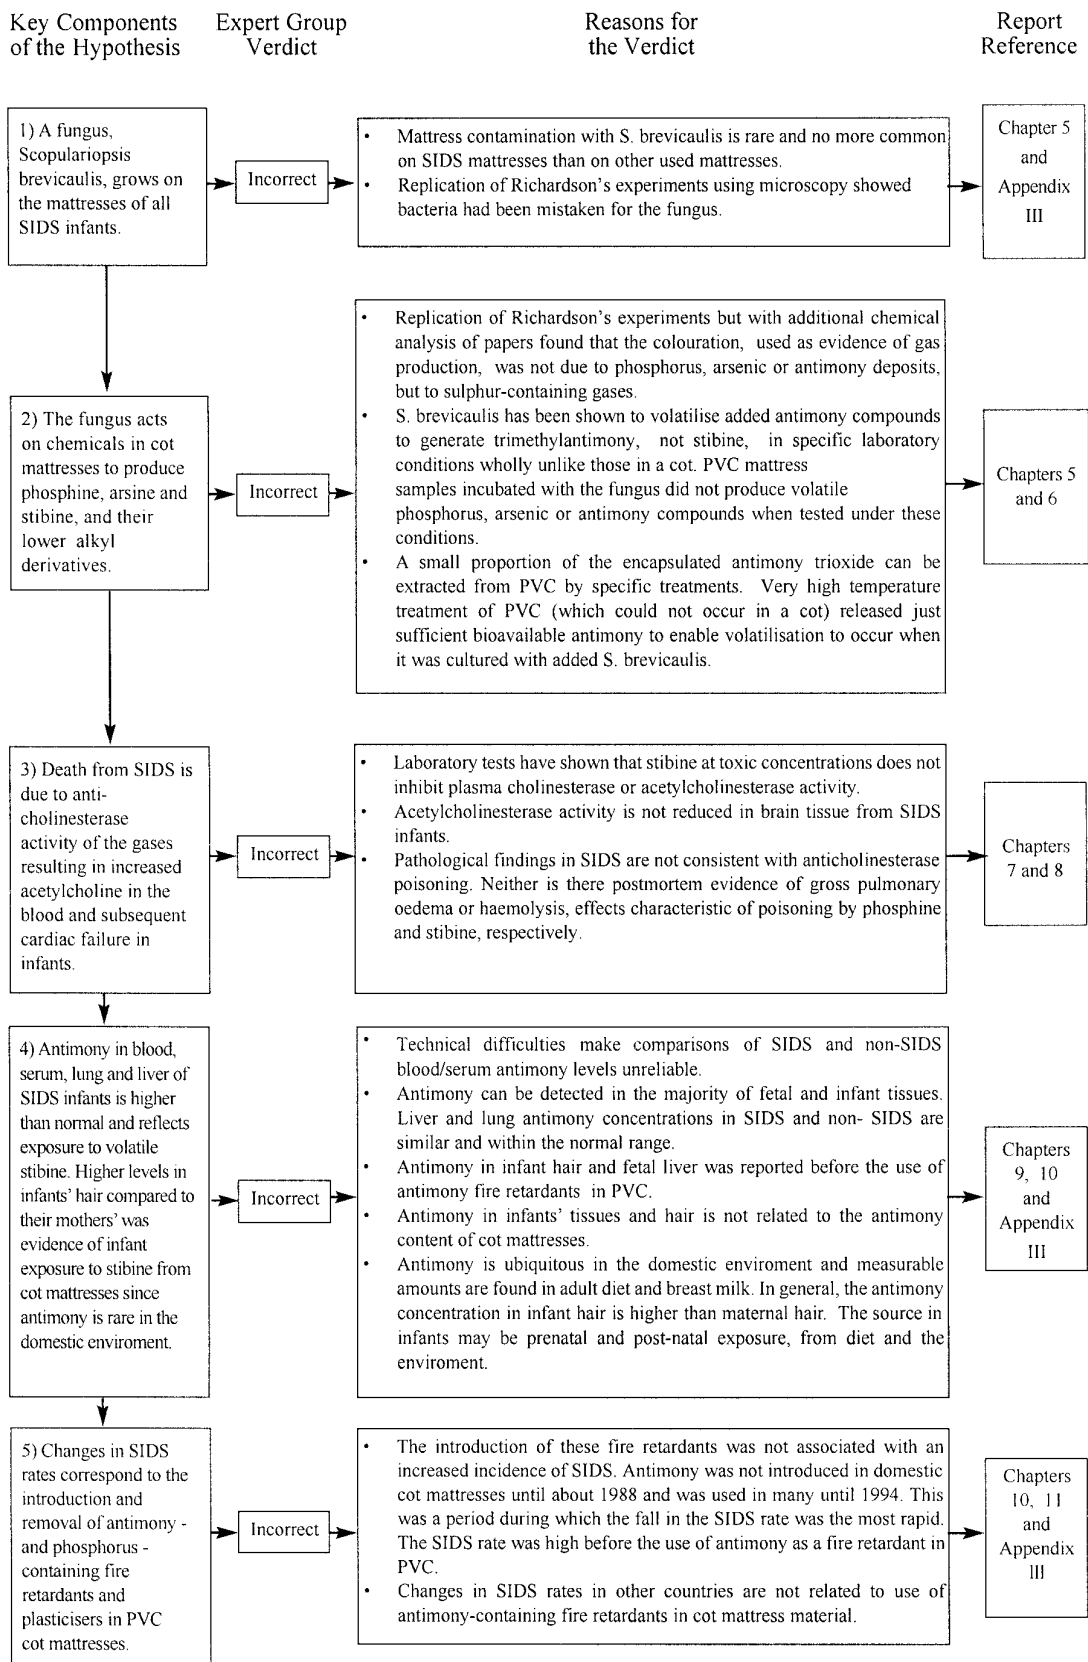 Key Components
of the Hypothesis
Expert Group
Verdict
Reasons for
the Verdict
Report
Reference
1) A fungus,
Scopulariopsis
brevicaulis, grows on
the mattresses of all
SIDS infants.
Incorrect
• Mattress contamination with S. brevicaulis is rare and no more common
on SIDS mattresses than on other used mattresses.
• Replication of Richardson's experiments using microscopy showed
bacteria had been mistaken for the fungus.
Chapter 5
and
Appendix
III
2) The fungus acts
on chemicals in cot
mattresses to produce
phosphine, arsine and
stibine, and their
lower alkyl
derivatives.
Incorrect
• Replication of Richardson's experiments but with additional chemical
analysis of papers found that the colouration, used as evidence of gas
production, was not due to phosphorus, arsenic or antimony deposits,
but to sulphur-containing gases.
• S. brevicaulis has been shown to volatilise added antimony compounds
to generate trimethylantimony, not stibine, in specific laboratory
conditions wholly unlike those in a cot. PVC mattress
samples incubated with the fungus did not produce volatile
phosphorus, arsenic or antimony compounds when tested under these
conditions.
• A small proportion of the encapsulated antimony trioxide can be
extracted from PVC by specific treatments. Very high temperature
treatment of PVC (which could not occur in a cot) released just
sufficient bioavailable antimony to enable volatilisation to occur when
it was cultured with added S. brevicaulis.
Chapters 5
and 6
3) Death from SIDS is
due to anti-
cholinesterase
activity of the gases
resulting in increased
acetylcholine in the
blood and subsequent
cardiac failure in
infants.
Incorrect
• Laboratory tests have shown that stibine at toxic concentrations does not
inhibit plasma cholinesterase or acetylcholinesterase activity.
• Acetylcholinesterase activity is not reduced in brain tissue from SIDS
infants.
• Pathological findings in SIDS are not consistent with anticholinesterase
poisoning. Neither is there postmortem evidence of gross pulmonary
oedema or haemolysis, effects characteristic of poisoning by phosphine
and stibine, respectively.
Chapters
7 and 8
4) Antimony in blood,
serum, lung and liver of
SIDS infants is higher
than normal and reflects
exposure to volatile
stibine. Higher levels in
infants' hair compared to
their mothers' was
evidence of infant
exposure to stibine from
cot mattresses since
antimony is rare in the
domestic enviroment.
Incorrect
• Technical difficulties make comparisons of SIDS and non-SIDS
blood/serum antimony levels unreliable.
• Antimony can be detected in the majority of fetal and infant tissues.
Liver and lung antimony concentrations in SIDS and non- SIDS are
similar and within the normal range.
• Antimony in infant hair and fetal liver was reported before the use of
antimony fire retardants in PVC.
• Antimony in infants' tissues and hair is not related to the antimony
content of cot mattresses.
• Antimony is ubiquitous in the domestic enviroment and measurable
amounts are found in adult diet and breast milk. In general, the antimony
concentration in infant hair is higher than maternal hair. The source in
infants may be prenatal and post-natal exposure, from diet and the
enviroment.
Chapters
9, 10
and
Appendix
III
5) Changes in SIDS
rates correspond to the
introduction and
removal of antimony -
and phosphorus -
containing fire
retardants and
plasticisers in PVC
cot mattresses.
Incorrect
• The introduction of these fire retardants was not associated with an
increased incidence of SIDS. Antimony was not introduced in domestic
cot mattresses until about 1988 and was used in many until 1994. This
was a period during which the fall in the SIDS rate was the most rapid.
The SIDS rate was high before the use of antimony as a fire retardant in
PVC.
• Changes in SIDS rates in other countries are not related to use of
antimony-containing fire retardants in cot mattress material.
Chapters
10, 11
and
Appendix
III